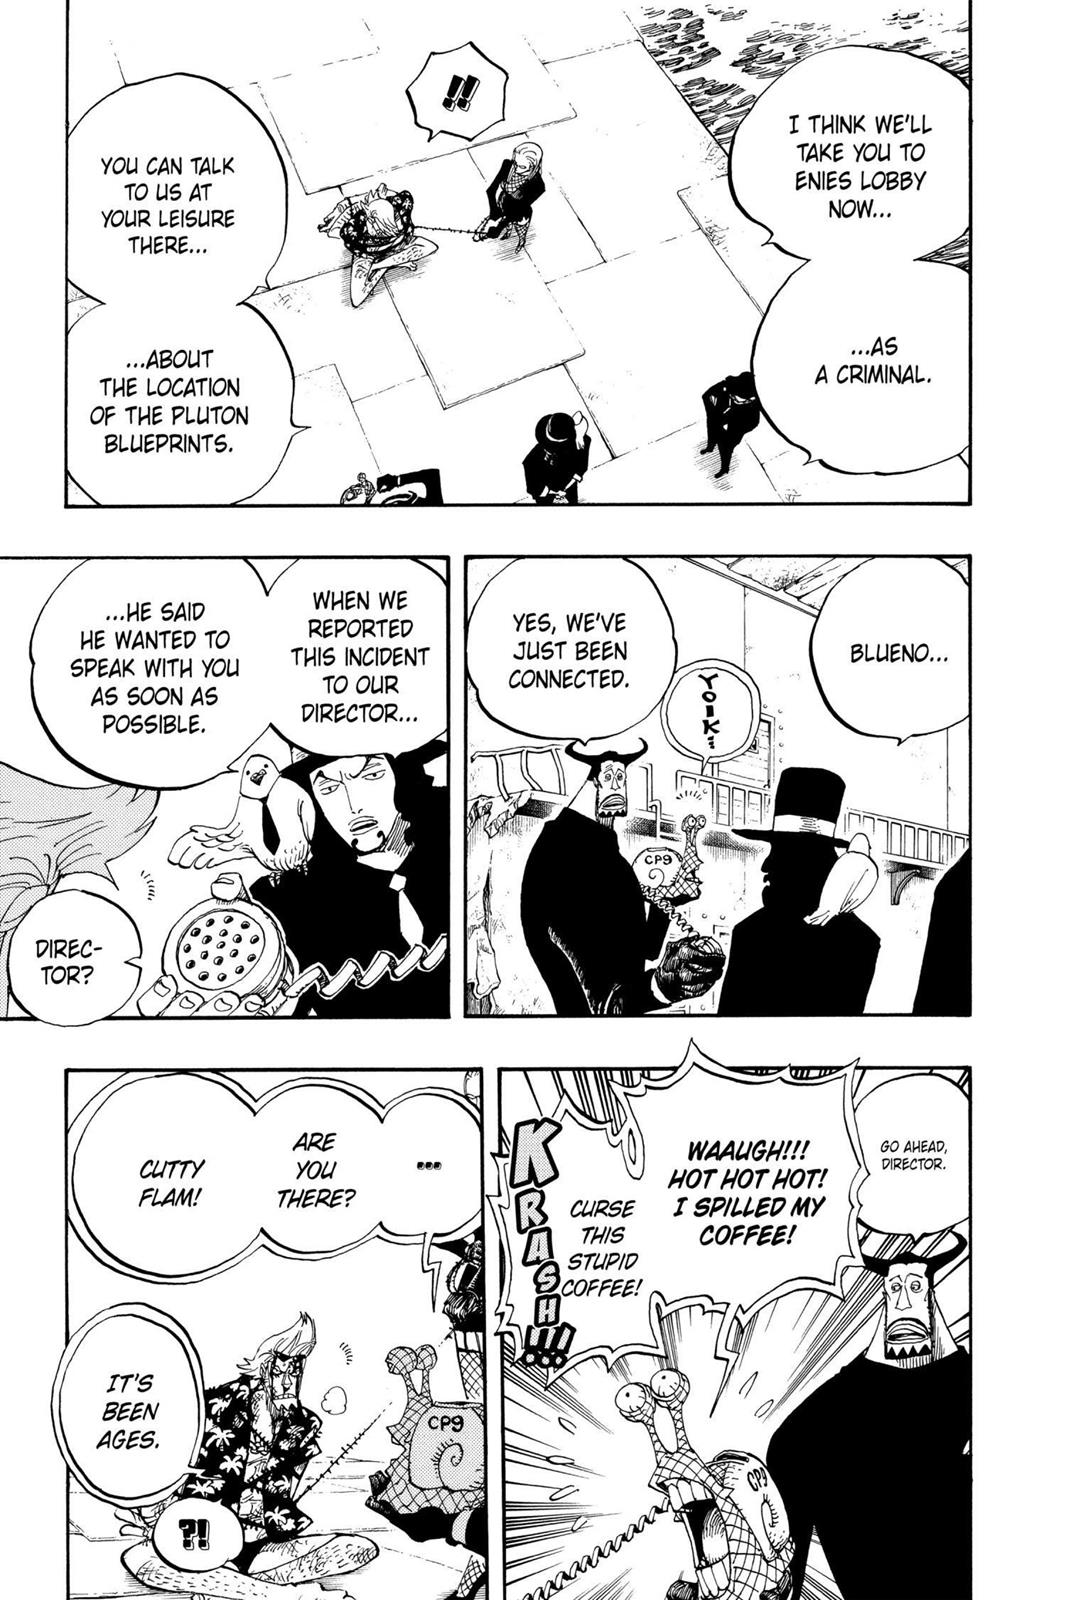 I THINK WE'LL
TAKE YOU TO
ENIES LOBBY
NOW...
...AS
A CRIMINAL.
!!
YOU CAN TALK
TO US AT
YOUR LEISURE
THERE...
...ABOUT
THE LOCATION
OF THE PLUTON
BLUEPRINTS.
BLUENO...
YOIK...
YES, WE'VE
JUST BEEN
CONNECTED.
CP9
WHEN WE
REPORTED
THIS INCIDENT
TO OUR
DIRECTOR...
...HE SAID
HE WANTED TO
SPEAK WITH YOU
AS SOON AS
POSSIBLE.
DIREC-
TOR?
GO AHEAD,
DIRECTOR.
WAAUGH!!!
HOT HOT HOT!
I SPILLED MY
COFFEE!
CURSE
THIS
STUPID
COFFEE!
KRASH!!!...
CP9
...
ARE
YOU
THERE?
CUTTY
FLAM!
IT'S
BEEN
AGES.
CP9
?!